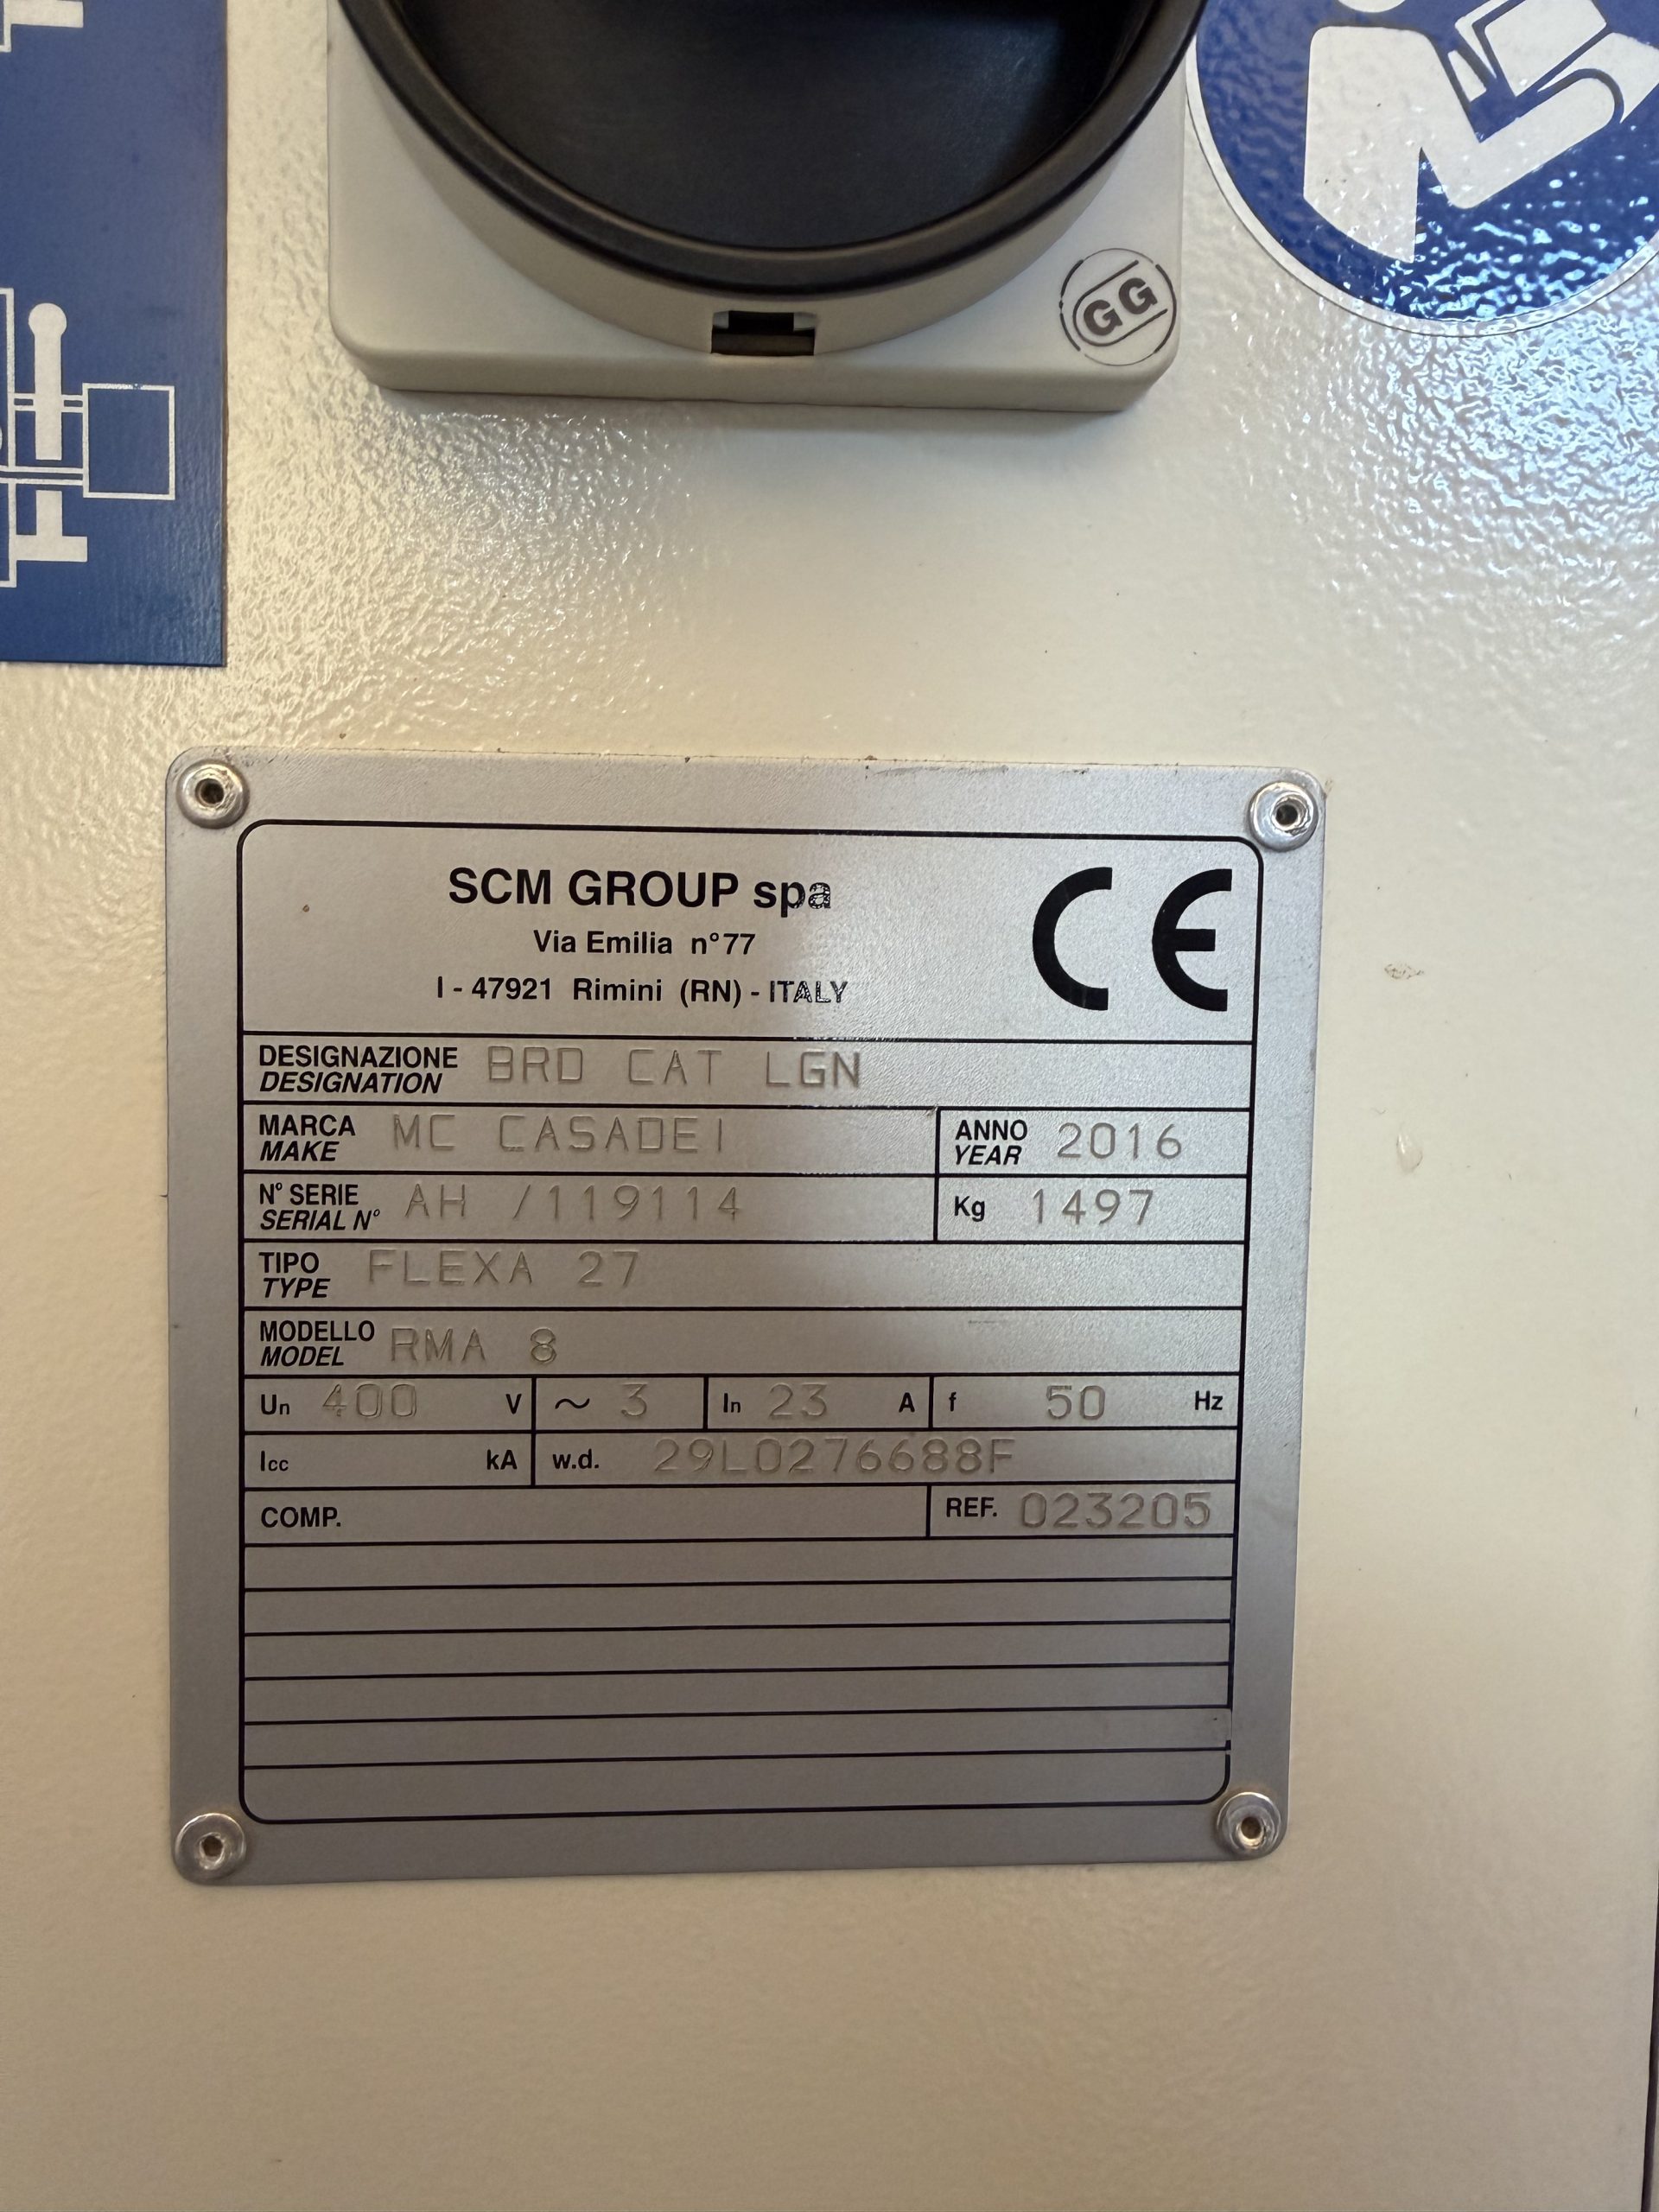 GG
SCM GROUP spa
Via Emilia n°77
I - 47921 Rimini (RN) - ITALY
CE
DESIGNAZIONE
DESIGNATION
BRD CAT LGN
MARCA
MAKE
MC CASADEI
ANNO
YEAR
2016
N° SERIE
SERIAL N°
AH /119114
Kg 1497
TIPO
TYPE
FLEXA 27
MODELLO
MODEL
RMA 8
Un 400 V ~ 3 In 23 A f 50 Hz
Icc kA w.d. 29L0276688F
COMP. REF. 023205